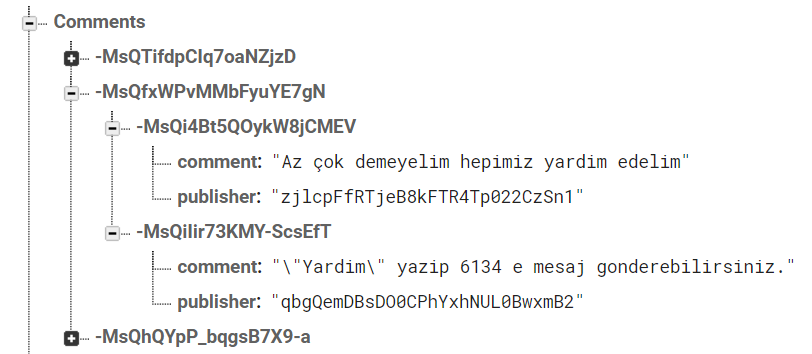 Comments
-MsQTifdpClq7oaNZjzD
-MsQfxWPvMMbFyuYE7gN
-MsQi4Bt5QOykW8jCMEV
comment: "Az çok demeyelim hepimiz yardim edelim"
publisher: "zjlcpFfRTjeB8kFTR4Tp022CzSn1"
-MsQilir73KMY-ScsEfT
comment: "\"Yardim\" yazip 6134 e mesaj gonderebilirsiniz."
publisher: "qbgQemDBsDO0CPhYxhNUL0BwxmB2"
-MsQhQYpP_bqgsB7X9-a